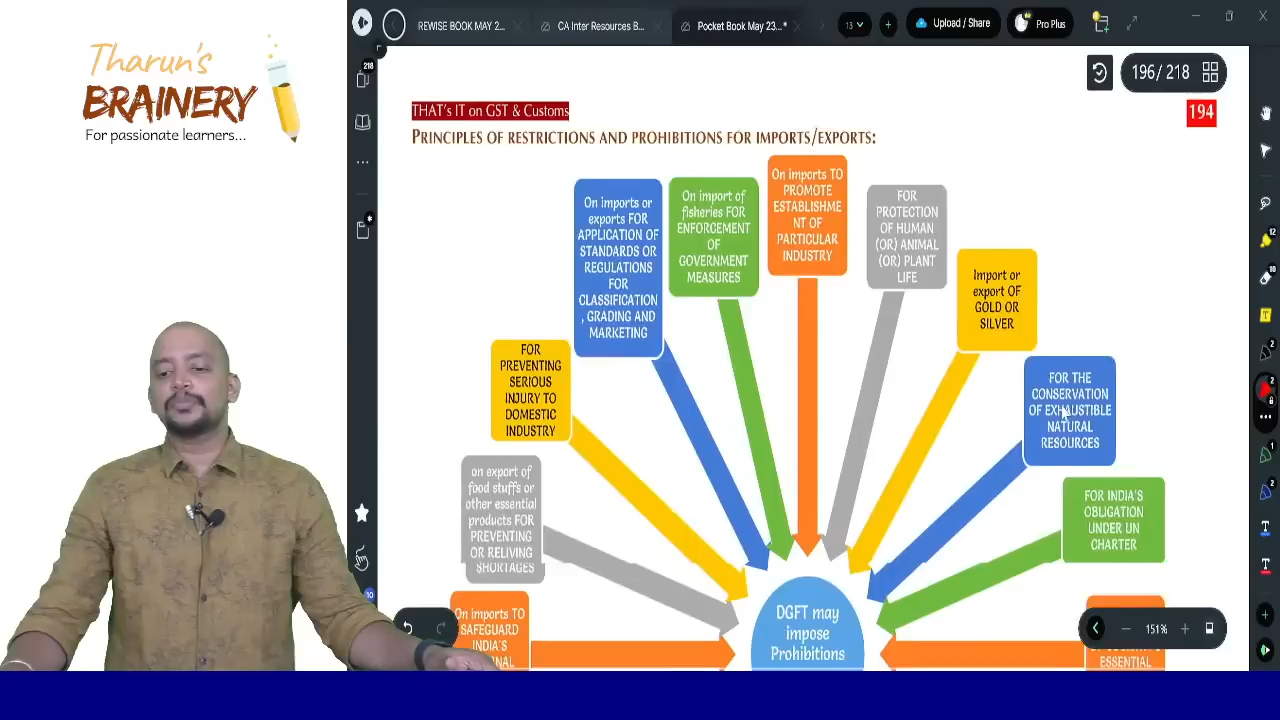 Tharun's
BRAINERY
For passionate learners...
REWISE BOOK MAY 2...
CA Inter Resources B...
Pocket Book May 23...*
13
Upload / Share
Pro Plus
218
196/ 218
THAT's IT on GST & Customs
194
PRINCIPLES OF RESTRICTIONS AND PROHIBITIONS FOR IMPORTS/EXPORTS:
On imports or
exports FOR
APPLICATION OF
STANDARDS OR
REGULATIONS
FOR
CLASSIFICATION
, GRADING AND
MARKETING
On import of
fisheries FOR
ENFORCEMENT
OF
GOVERNMENT
MEASURES
On imports TO
PROMOTE
ESTABLISHME
NT OF
PARTICULAR
INDUSTRY
FOR
PROTECTION
OF HUMAN
(OR) ANIMAL
(OR) PLANT
LIFE
Import or
export OF
GOLD OR
SILVER
FOR
PREVENTING
SERIOUS
INJURY TO
DOMESTIC
INDUSTRY
FOR THE
CONSERVATION
OF EXHAUSTIBLE
NATURAL
RESOURCES
on export of
food stuffs or
other essential
products FOR
PREVENTING
OR RELIVING
SHORTAGES
FOR INDIA'S
OBLIGATION
UNDER UN
CHARTER
On imports TO
SAFEGUARD
INDIA'S
DGFT may
impose
Prohibitions
ESSENTIAL
151%